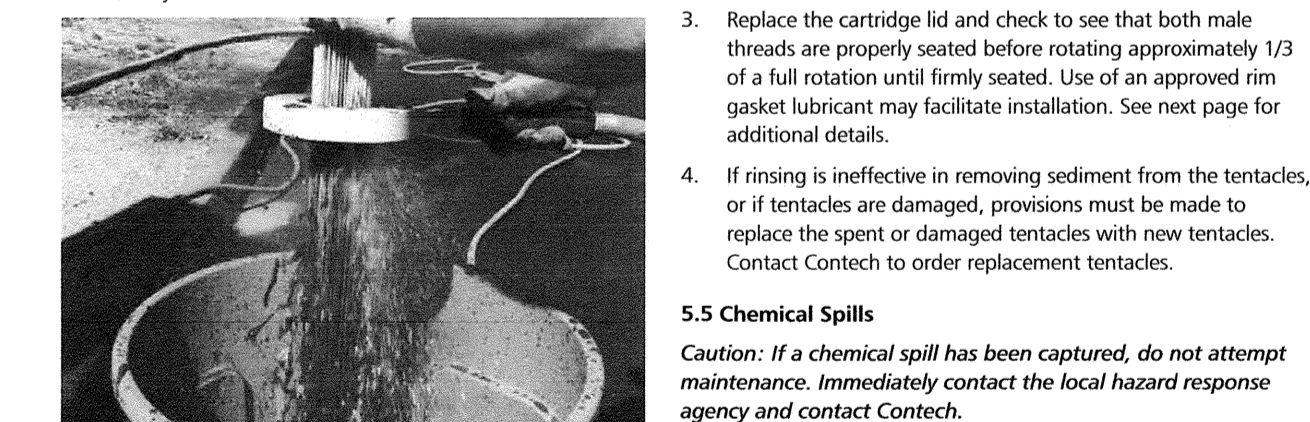 3. Replace the cartridge lid and check to see that both male
threads are properly seated before rotating approximately 1/3
of a full rotation until firmly seated. Use of an approved rim
gasket lubricant may facilitate installation. See next page for
additional details.
4. If rinsing is ineffective in removing sediment from the tentacles,
or if tentacles are damaged, provisions must be made to
replace the spent or damaged tentacles with new tentacles.
Contact Contech to order replacement tentacles.
5.5 Chemical Spills
Caution: If a chemical spill has been captured, do not attempt
maintenance. Immediately contact the local hazard response
agency and contact Contech.